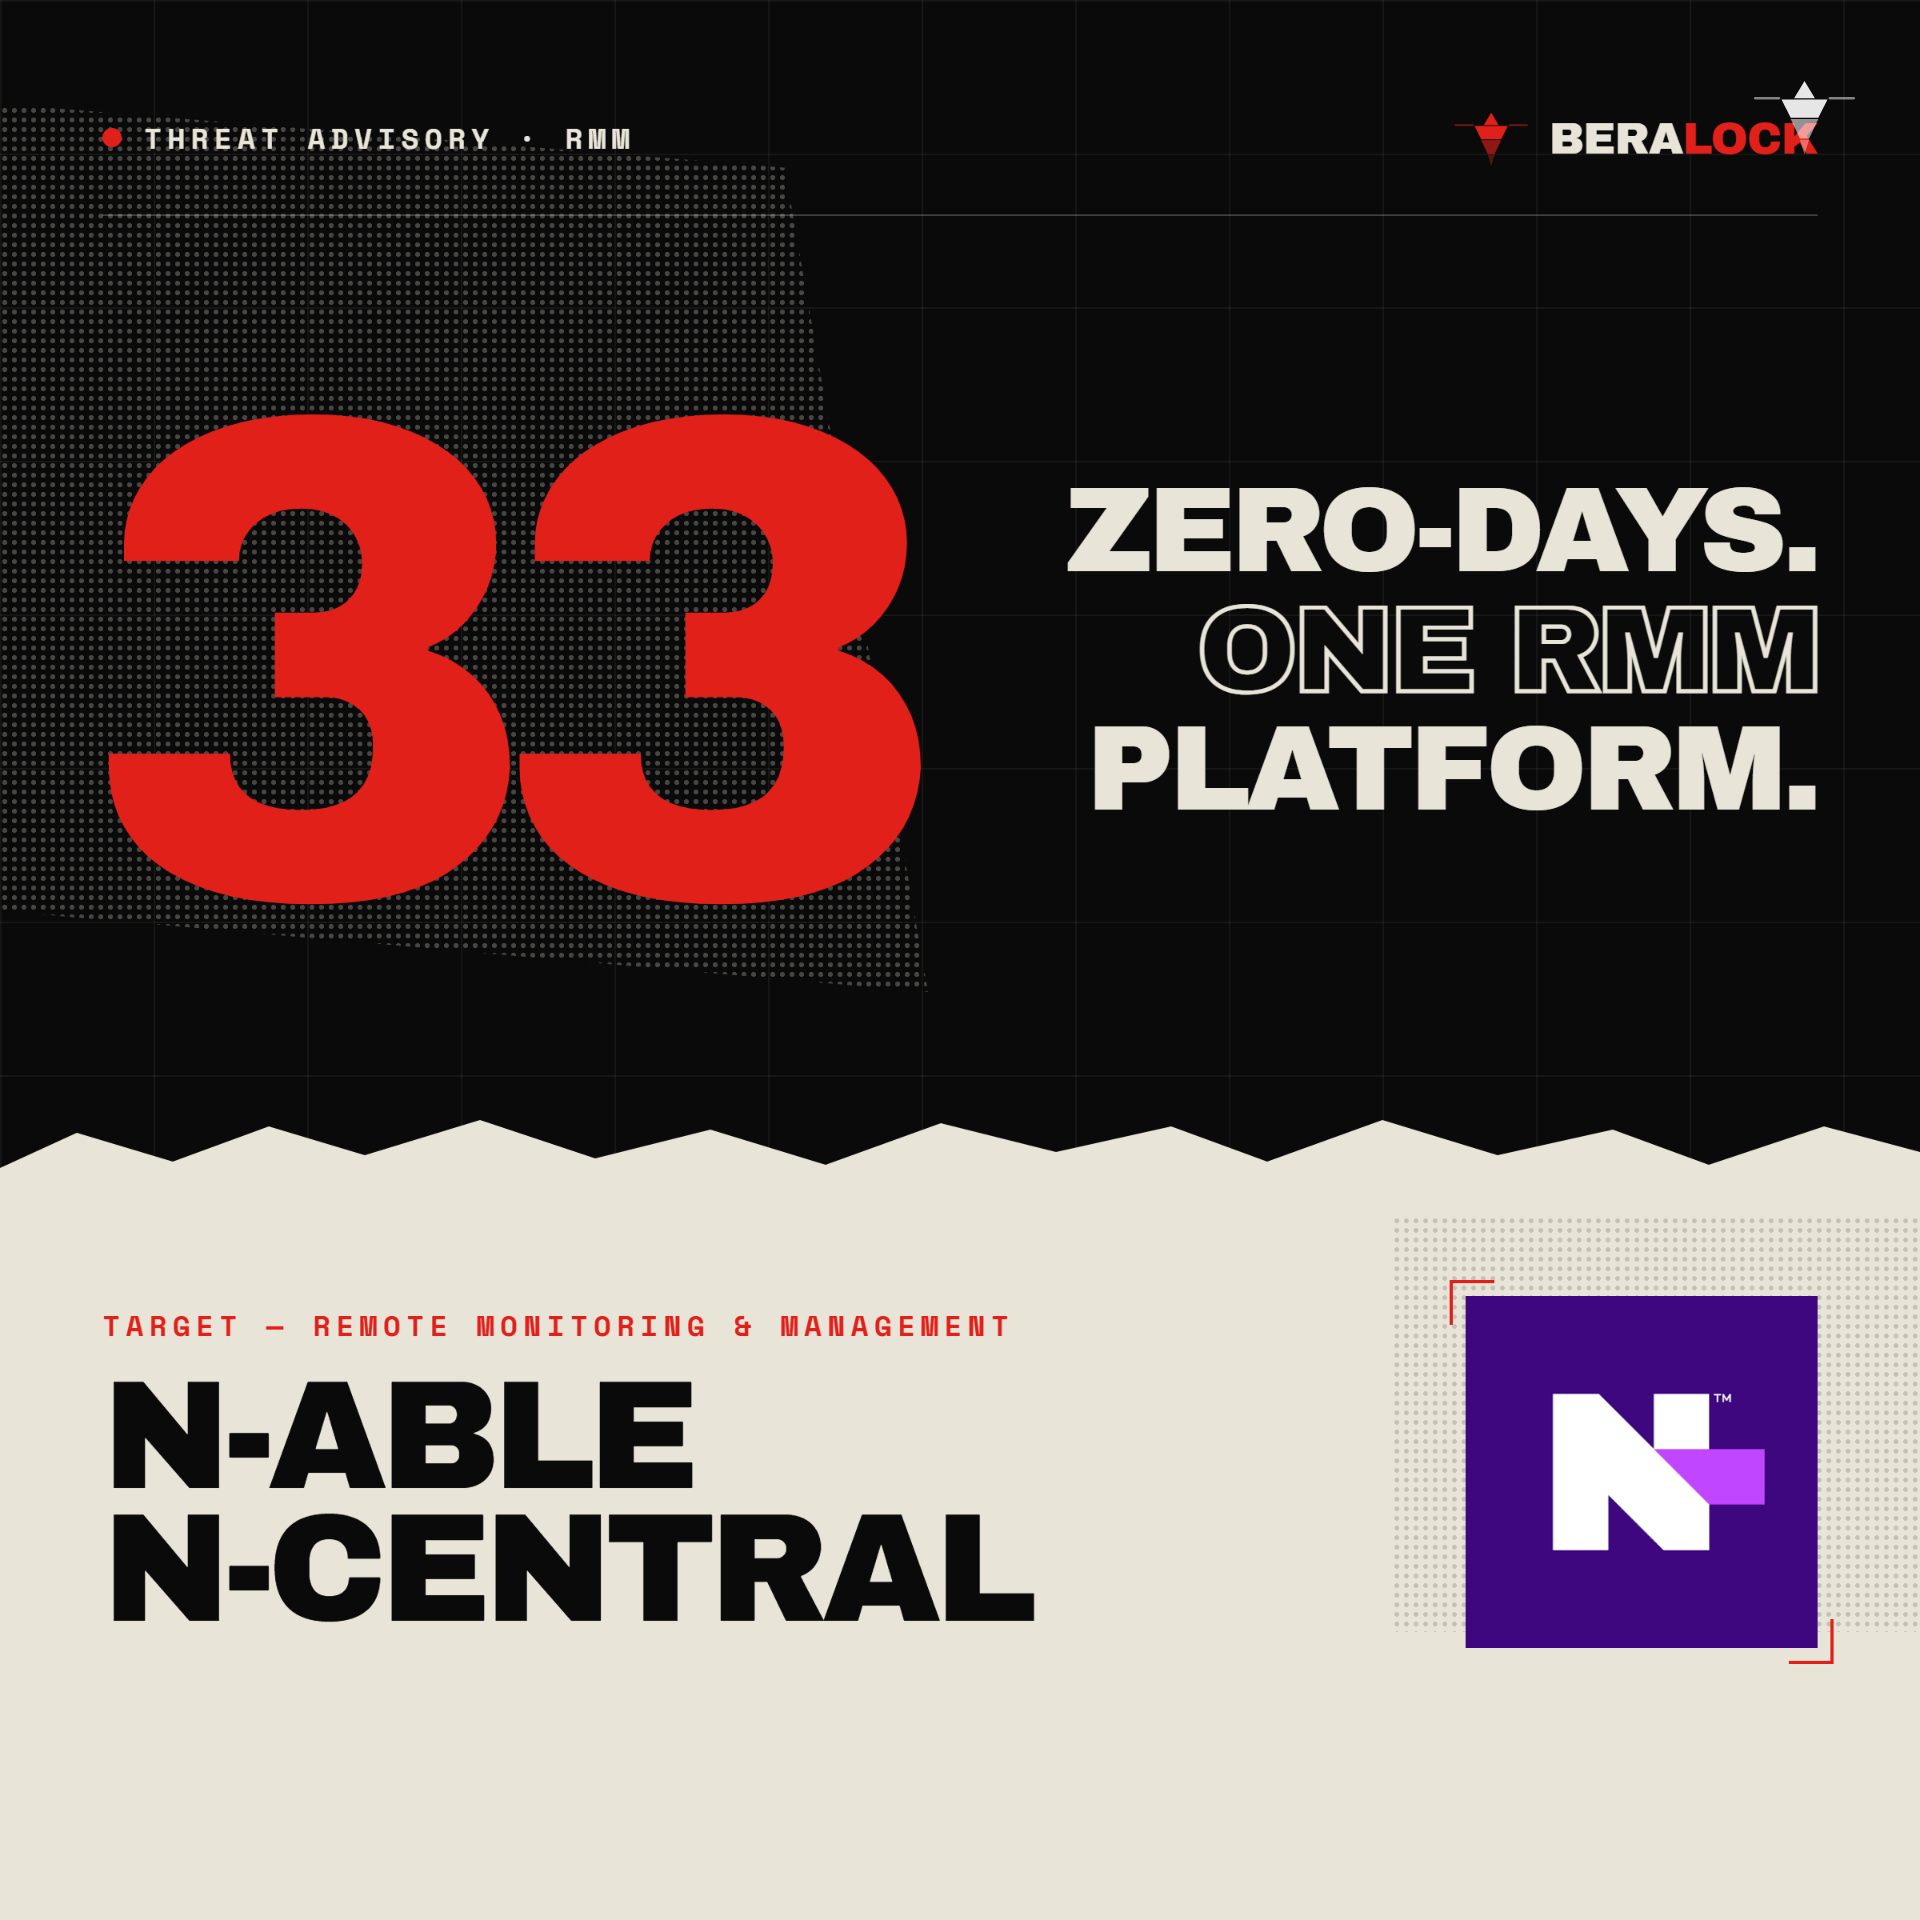 THREAT ADVISORY · RMM
BERALOCK
33
ZERO-DAYS.
ONE RMM
PLATFORM.
TARGET — REMOTE MONITORING & MANAGEMENT
N-ABLE
N-CENTRAL
N
TM